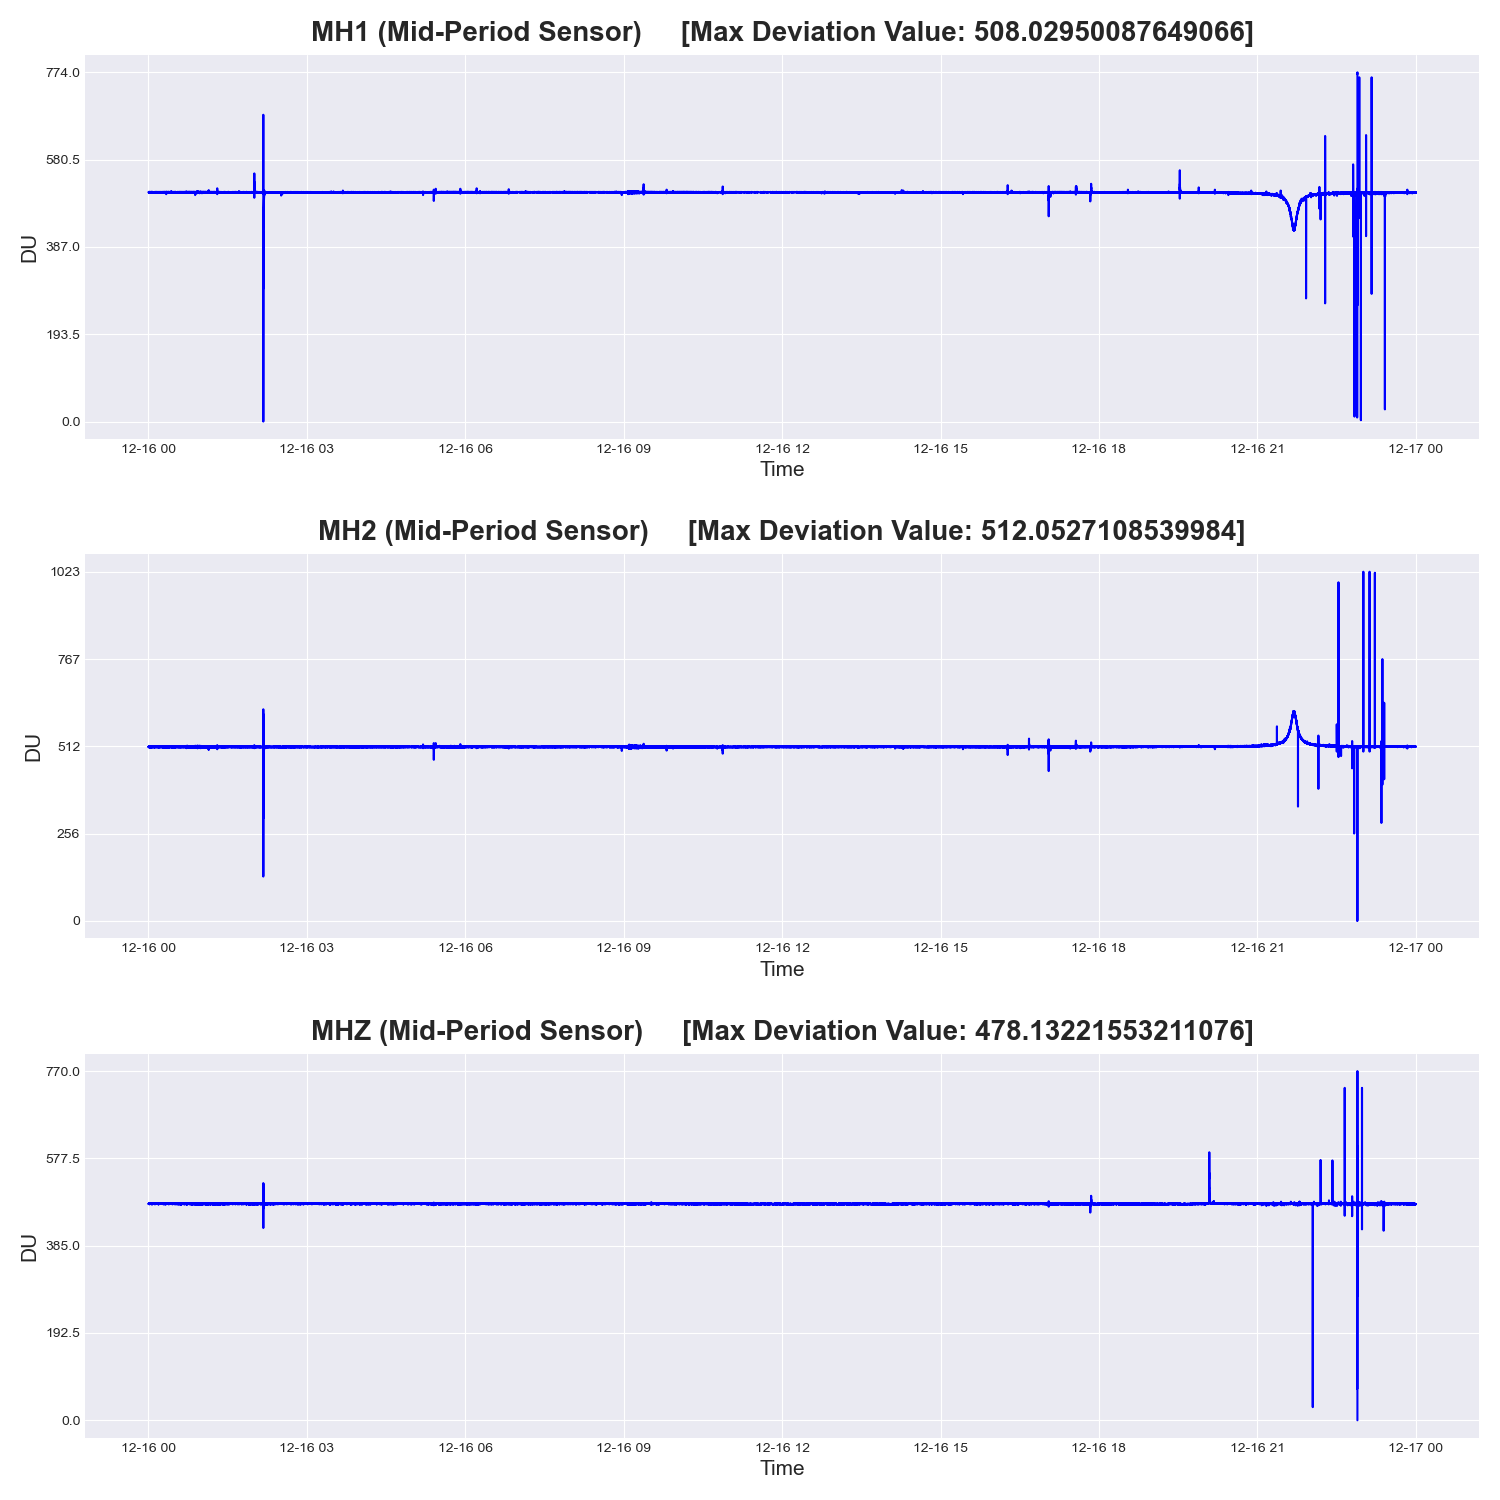 MH1 (Mid-Period Sensor) [Max Deviation Value: 508.02950087649066]
774.0
580.5
387.0
193.5
0.0
DU
12-16 00 12-16 03 12-16 06 12-16 09 12-16 12 12-16 15 12-16 18 12-16 21 12-17 00
Time
MH2 (Mid-Period Sensor) [Max Deviation Value: 512.0527108539984]
1023
767
512
256
0
DU
12-16 00 12-16 03 12-16 06 12-16 09 12-16 12 12-16 15 12-16 18 12-16 21 12-17 00
Time
MHZ (Mid-Period Sensor) [Max Deviation Value: 478.13221553211076]
770.0
577.5
385.0
192.5
0.0
DU
12-16 00 12-16 03 12-16 06 12-16 09 12-16 12 12-16 15 12-16 18 12-16 21 12-17 00
Time